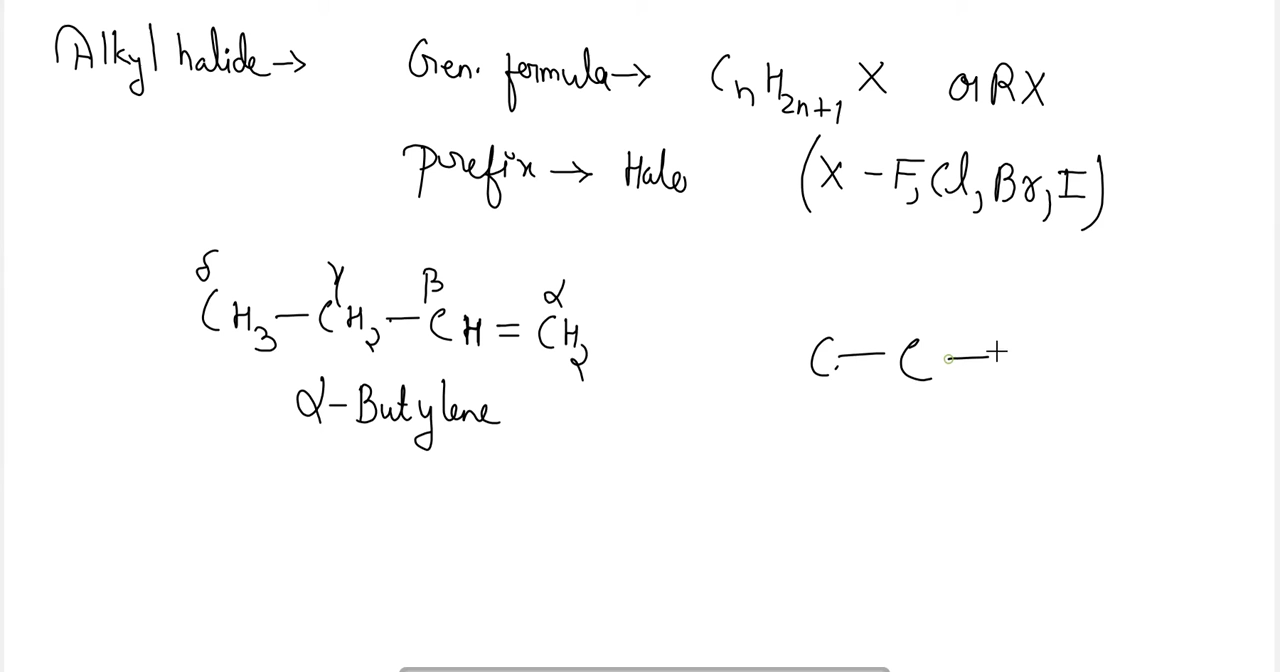 Alkyl halide → Gen. formula → CnH2n+1 X or RX
Prefix → Halo (X - F, Cl, Br, I)
δ γ β α
CH3 — CH2 — CH = CH2
C — C —
α-Butylene